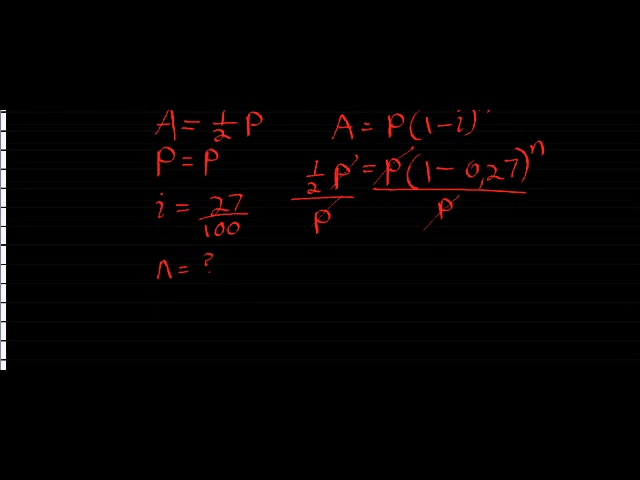 A = 1/2 P
P = P
i = 27/100
n = ?
A = P(1 - i)^n
1/2 P / P = P(1 - 0,27)^n / P